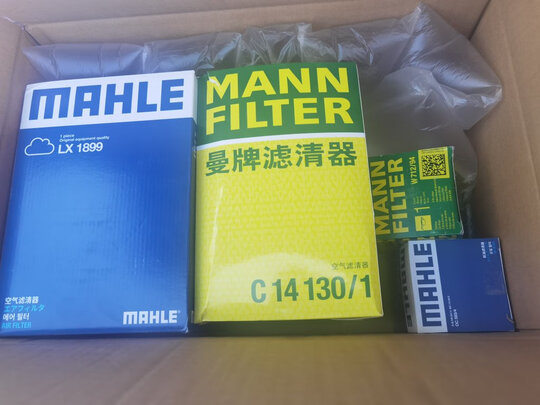 MAHLE
1 piece
Original equipment quality
LX 1899
空气滤清器
エアフィルタ
에어 필터
AIR FILTER
MAHLE
MANN
FILTER
曼牌滤清器
空气滤清器
C 14 130/1
MANN
FILTER
1
W 712/94
MAHLE